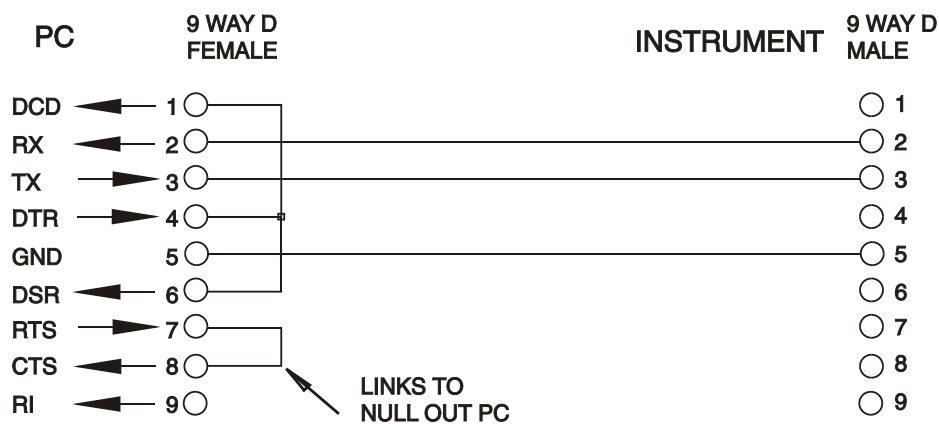 PC
9 WAY D
FEMALE
INSTRUMENT
9 WAY D
MALE
DCD 1 1
RX 2 2
TX 3 3
DTR 4 4
GND 5 5
DSR 6 6
RTS 7 7
CTS 8 8
RI 9 9
LINKS TO
NULL OUT PC